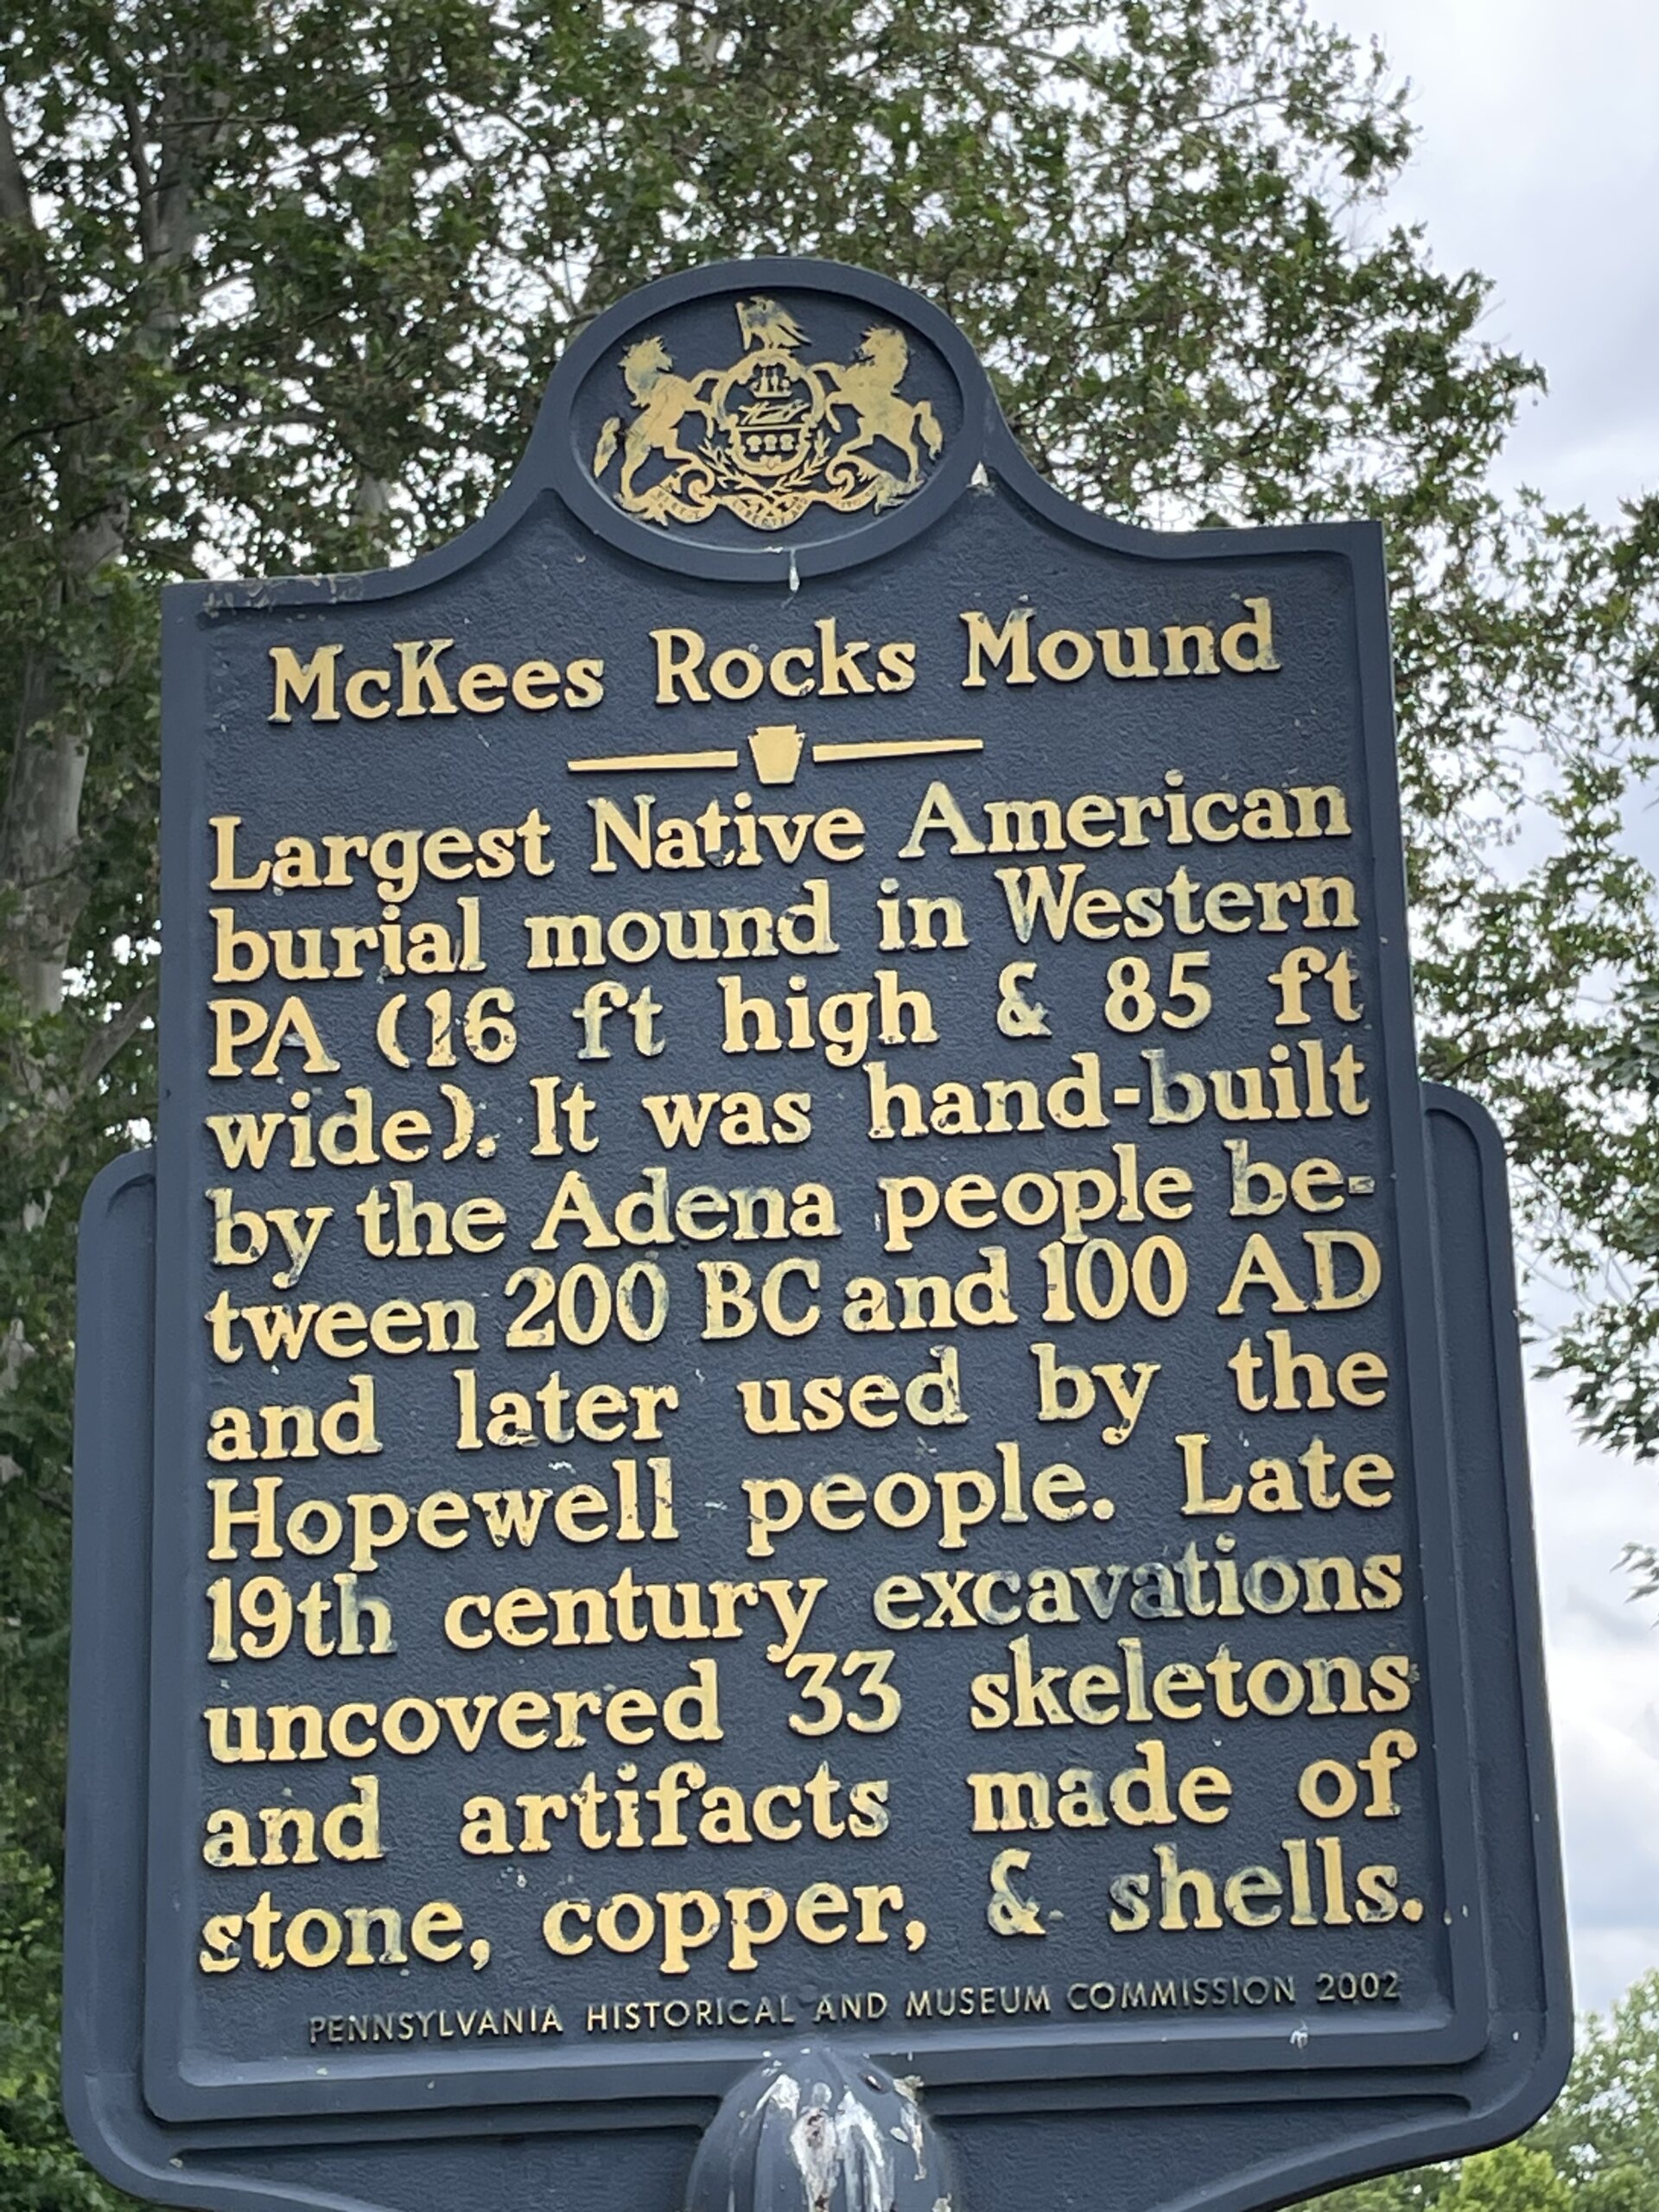 McKees Rocks Mound
Largest Native American
burial mound in Western
PA (16 ft high & 85 ft
wide). It was hand-built
by the Adena people be-
tween 200 BC and 100 AD
and later used by the
Hopewell people. Late
19th century excavations
uncovered 33 skeletons
and artifacts made of
stone, copper, & shells.
PENNSYLVANIA HISTORICAL AND MUSEUM COMMISSION 2002